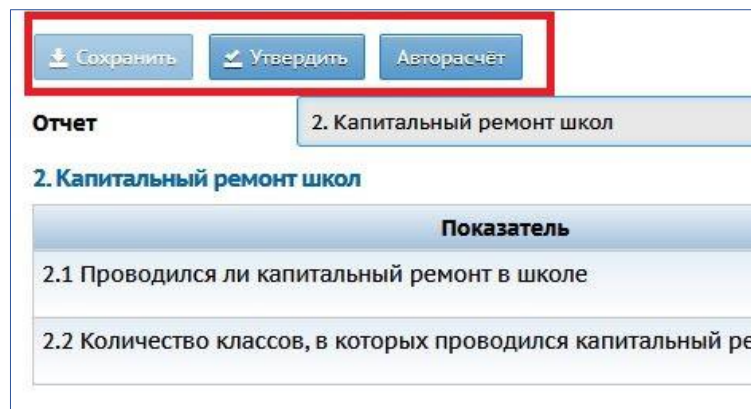 Сохранить Утвердить Авторасчёт
Отчет 2. Капитальный ремонт школ
2. Капитальный ремонт школ
Показатель
2.1 Проводился ли капитальный ремонт в школе
2.2 Количество классов, в которых проводился капитальный